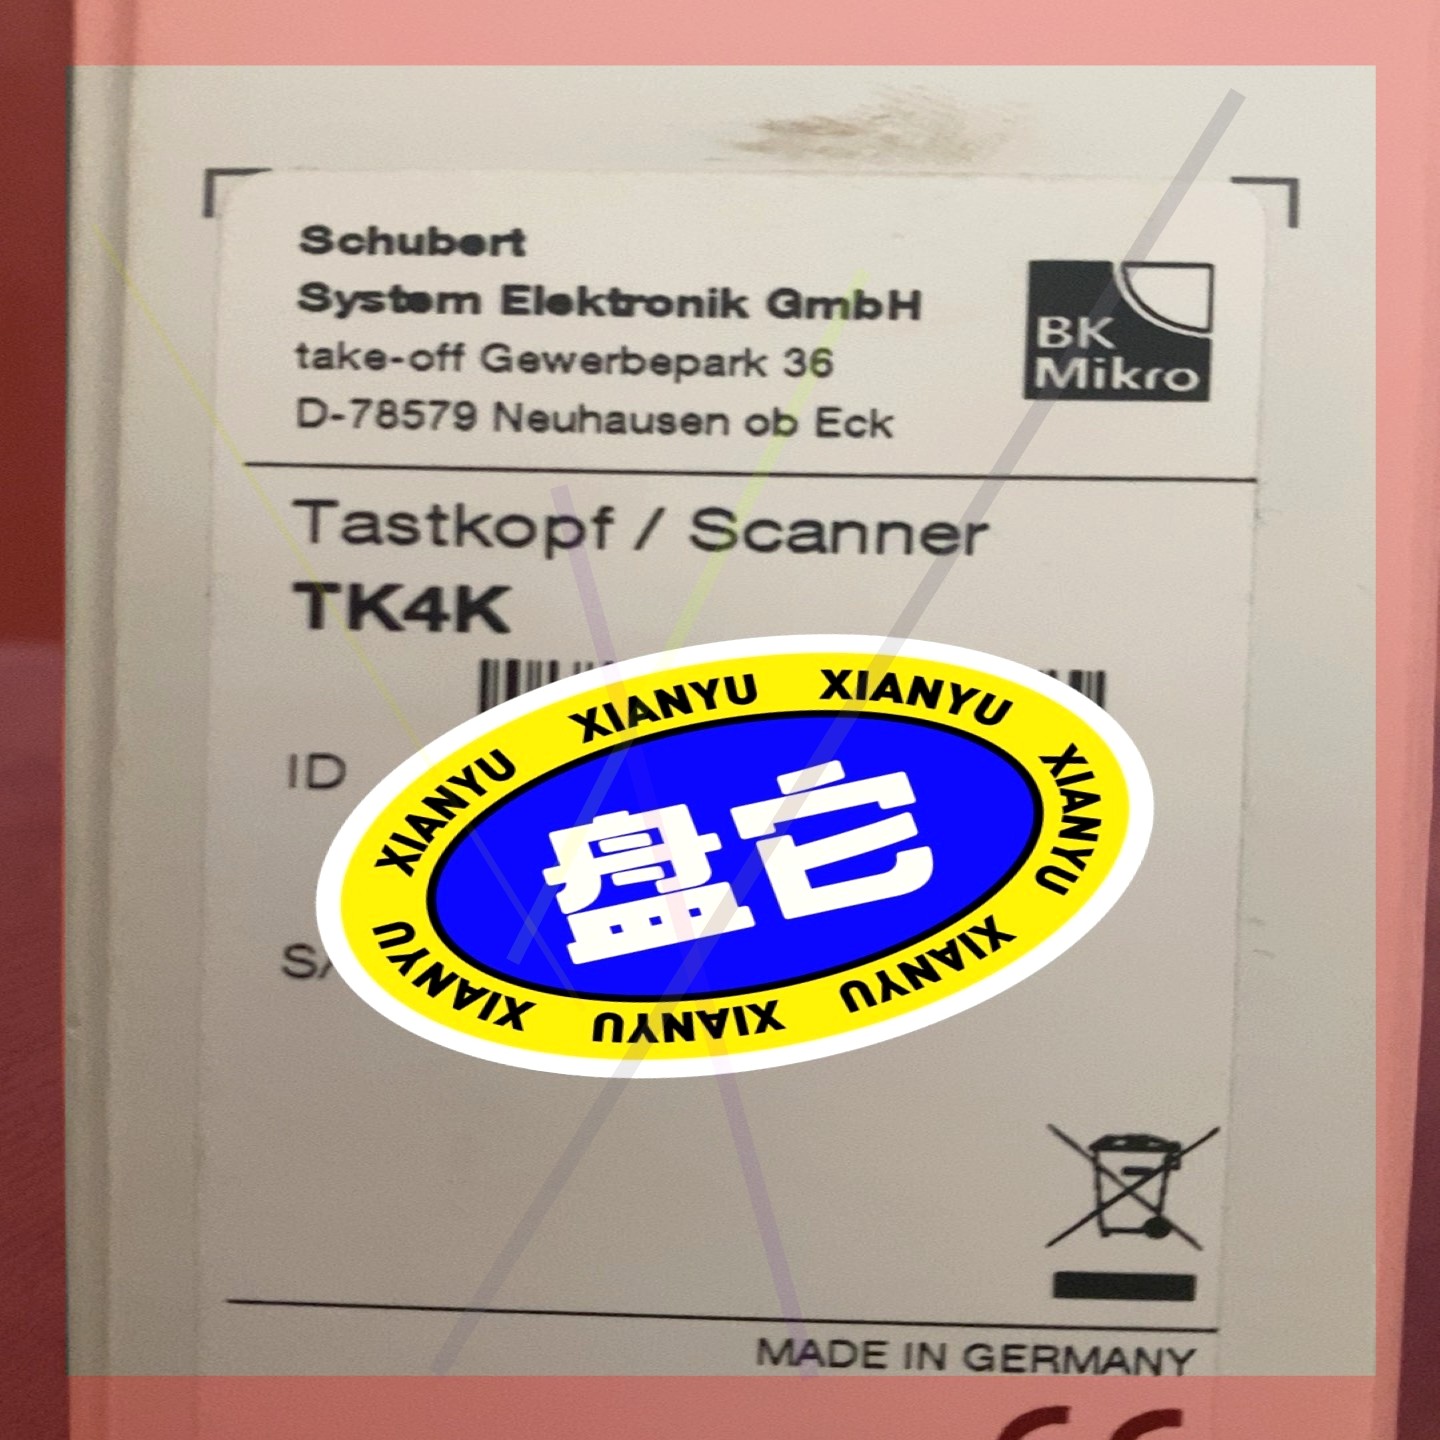 Schubert
System Elektronik GmbH
take-off Gewerbepark 36
D-78579 Neuhausen ob Eck
BK
Mikro
Tastkopf / Scanner
TK4K
ID
XIANYU XIANYU XIANYU XIANYU XIANYU XIANYU XIANYU XIANYU
盘它
MADE IN GERMANY